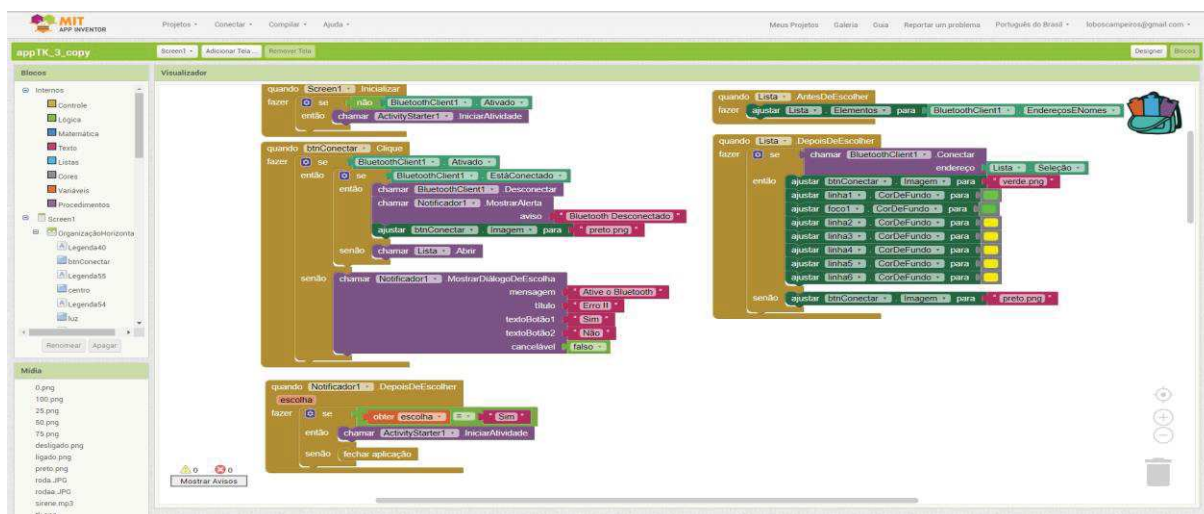 MIT
APP INVENTOR
Projetos
Conectar
Compilar
Ajuda
Meus Projetos
Galeria
Guia
Reportar um problema
Português do Brasil
loboscampeiros@gmail.com
appTK_3_copy
Screen1
Adicionar Tela ...
Remover Tela
Designer
Blocos
Blocos
Internos
Controle
Lógica
Matemática
Texto
Listas
Cores
Variáveis
Procedimentos
Screen1
OrganizaçãoHorizonta
Legenda40
btnConectar
Legenda55
centro
Legenda54
luz
Renomear
Apagar
Mídia
0.png
100.png
25.png
50.png
75.png
desligado.png
ligado.png
preto.png
roda.JPG
rodae.JPG
sirene.mp3
Visualizador
quando Screen1 .Inicializar
fazer se não BluetoothClient1 . Ativado
então chamar ActivityStarter1 .IniciarAtividade
quando btnConectar .Clique
fazer se BluetoothClient1 . Ativado
então se BluetoothClient1 . EstáConectado
então chamar BluetoothClient1 .Desconectar
chamar Notificador1 .MostrarAlerta
aviso " Bluetooth Desconectado "
ajustar btnConectar . Imagem para " preto.png "
senão chamar Lista .Abrir
senão chamar Notificador1 .MostrarDiálogoDeEscolha
mensagem " Ative o Bluetooth "
título " Erro !! "
textoBotão1 " Sim "
textoBotão2 " Não "
cancelável falso
quando Notificador1 .DepoisDeEscolher
escolha
fazer se obter escolha = " Sim "
então chamar ActivityStarter1 .IniciarAtividade
senão fechar aplicação
0 0
Mostrar Avisos
quando Lista .AntesDeEscolher
fazer ajustar Lista . Elementos para BluetoothClient1 . EndereçosENomes
quando Lista .DepoisDeEscolher
fazer se chamar BluetoothClient1 .Conectar
endereço Lista . Seleção
então ajustar btnConectar . Imagem para " verde.png "
ajustar linha1 . CorDeFundo para
ajustar foco1 . CorDeFundo para
ajustar linha2 . CorDeFundo para
ajustar linha3 . CorDeFundo para
ajustar linha4 . CorDeFundo para
ajustar linha5 . CorDeFundo para
ajustar linha6 . CorDeFundo para
senão ajustar btnConectar . Imagem para " preto.png "